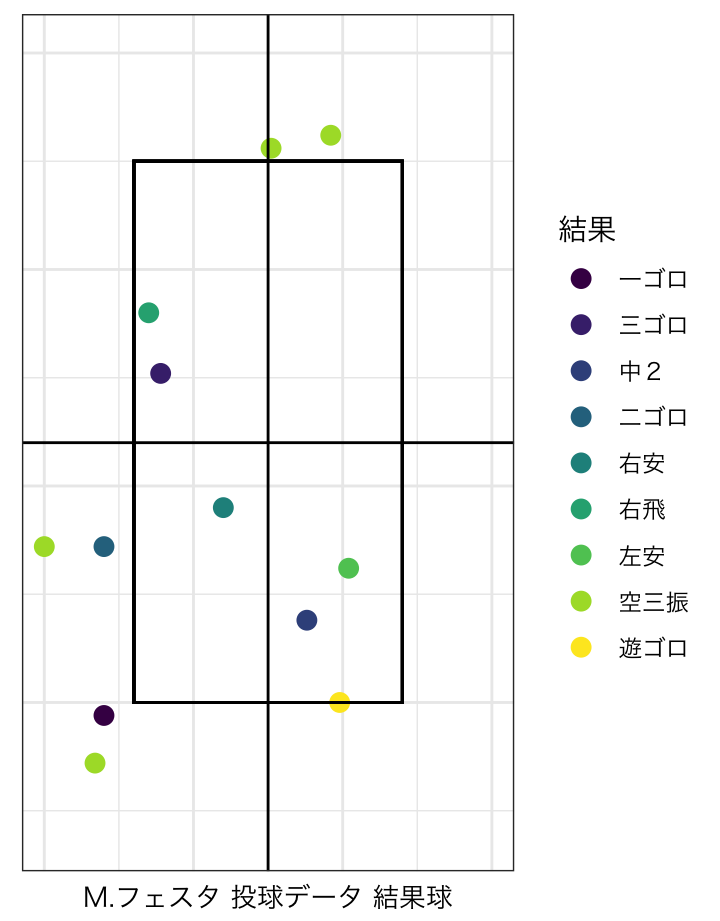 結果
一ゴロ
三ゴロ
中２
二ゴロ
右安
右飛
左安
空三振
遊ゴロ
M.フェスタ 投球データ 結果球